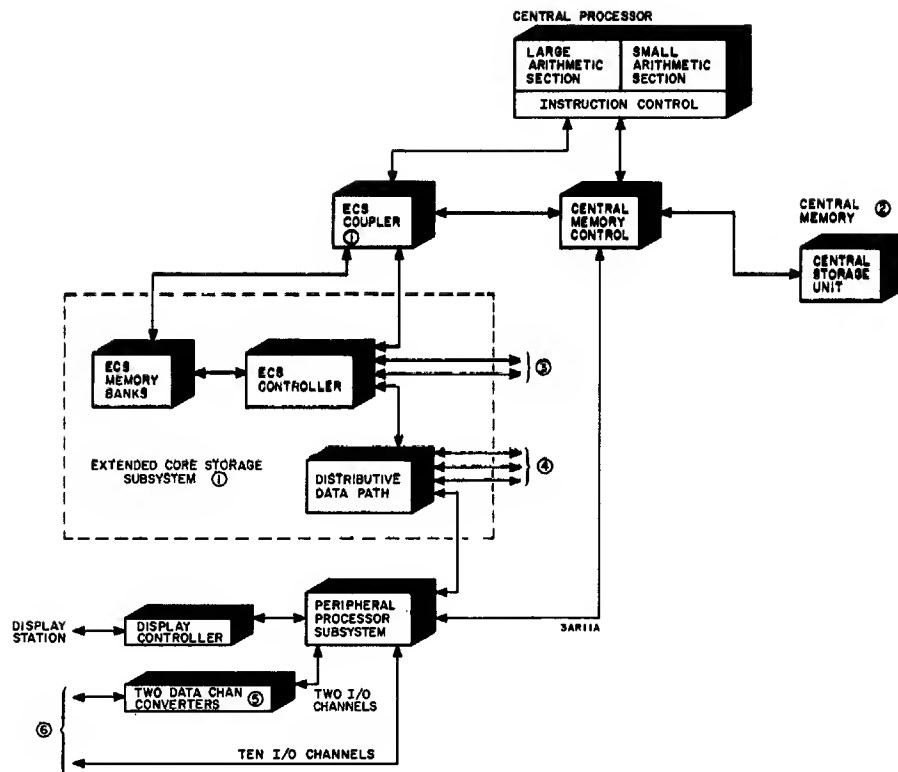 CENTRAL PROCESSOR
LARGE
ARITHMETIC
SECTION
SMALL
ARITHMETIC
SECTION
INSTRUCTION CONTROL
ECS
COUPLER
①
CENTRAL
MEMORY
CONTROL
CENTRAL
MEMORY ②
CENTRAL
STORAGE
UNIT
ECS
MEMORY
BANKS
ECS
CONTROLLER
③
EXTENDED CORE STORAGE
SUBSYSTEM ①
DISTRIBUTIVE
DATA PATH
④
DISPLAY
STATION
DISPLAY
CONTROLLER
PERIPHERAL
PROCESSOR
SUBSYSTEM
3AR11A
TWO DATA CHAN
CONVERTERS ⑤
TWO I/O
CHANNELS
⑥
TEN I/O CHANNELS